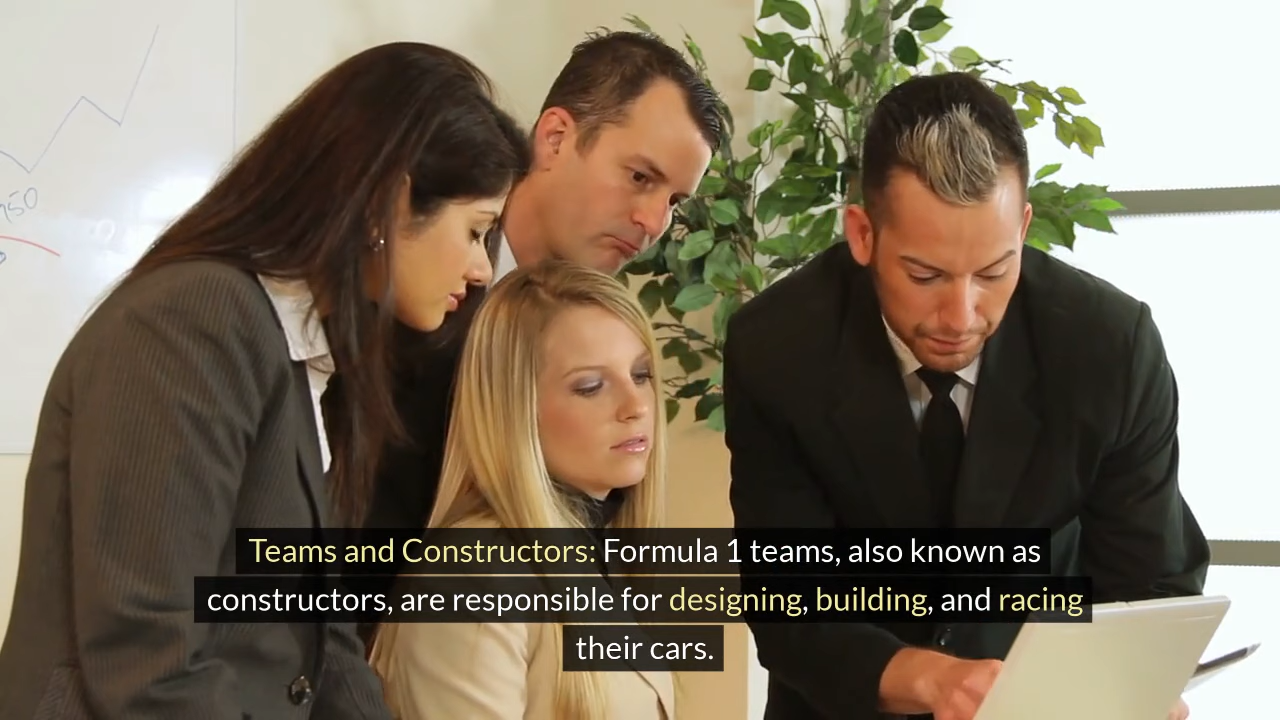 Teams and Constructors: Formula 1 teams, also known as
constructors, are responsible for designing, building, and racing
their cars.